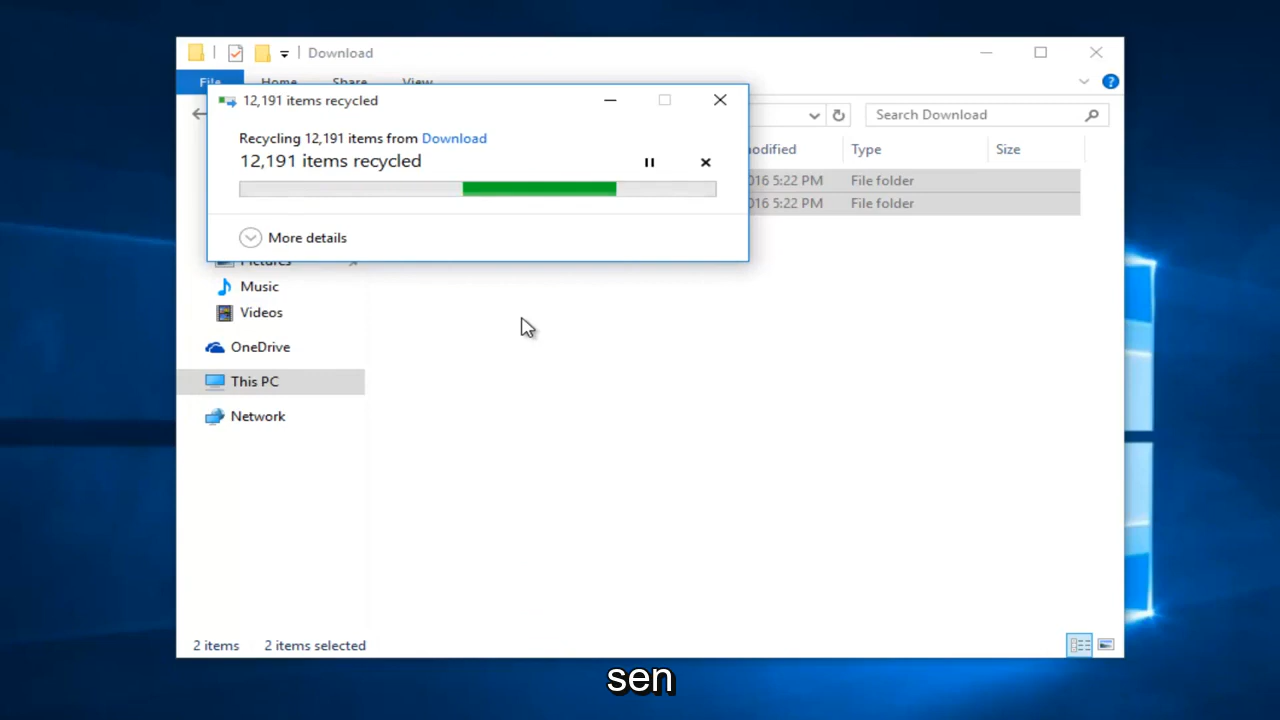 Download
File Home Share View
12,191 items recycled
Recycling 12,191 items from Download
12,191 items recycled
More details
Search Download
modified Type Size
016 5:22 PM File folder
016 5:22 PM File folder
Pictures
Music
Videos
OneDrive
This PC
Network
2 items 2 items selected
sen